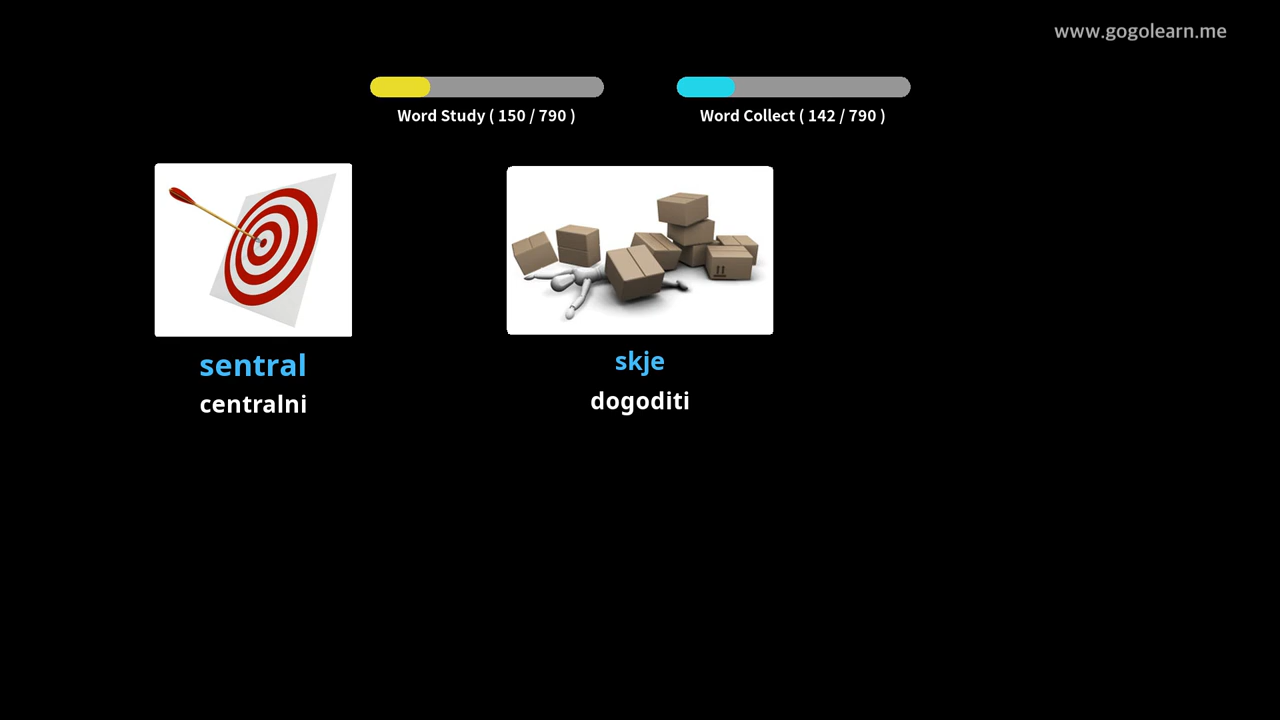 www.gogolearn.me
Word Study ( 150 / 790 )
Word Collect ( 142 / 790 )
sentral
centralni
skje
dogoditi